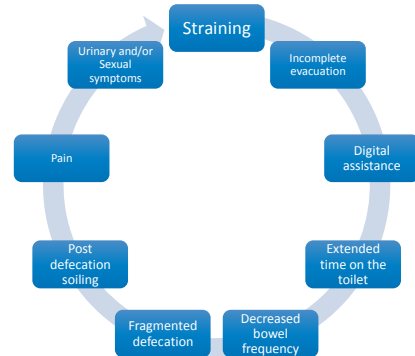 Straining
Incomplete
evacuation
Digital
assistance
Extended
time on the
toilet
Decreased
bowel
frequency
Fragmented
defecation
Post
defecation
soiling
Pain
Urinary and/or
Sexual
symptoms